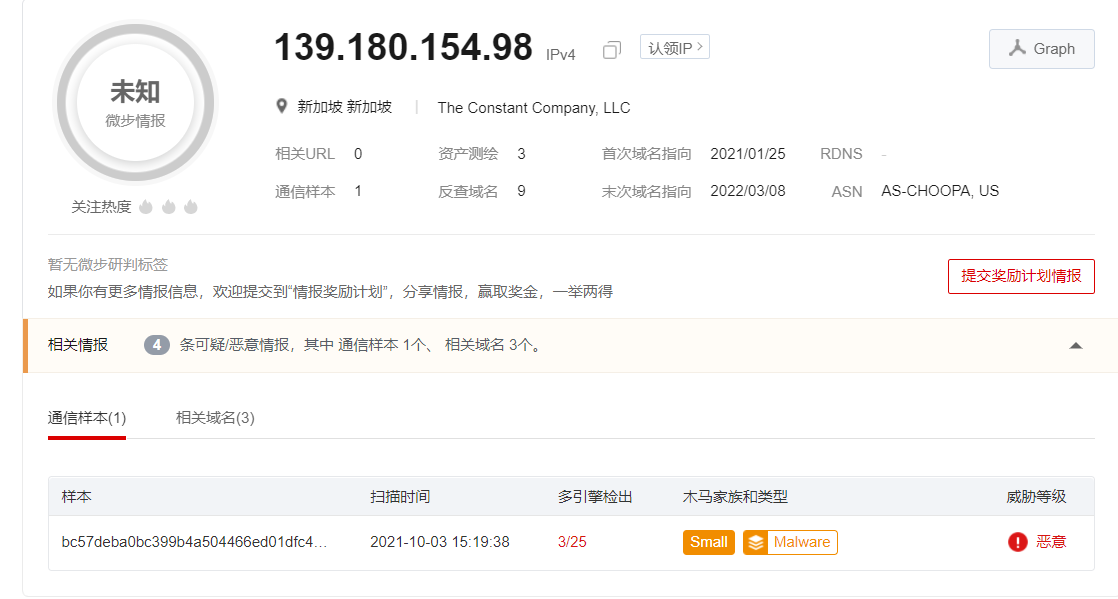 未知
微步情报
关注热度
139.180.154.98 IPv4 认领IP
Graph
新加坡 新加坡 | The Constant Company, LLC
相关URL 0 资产测绘 3 首次域名指向 2021/01/25 RDNS -
通信样本 1 反查域名 9 末次域名指向 2022/03/08 ASN AS-CHOOPA, US
暂无微步研判标签
如果你有更多情报信息，欢迎提交到“情报奖励计划”，分享情报，赢取奖金，一举两得
提交奖励计划情报
相关情报 4 条可疑/恶意情报，其中 通信样本 1个、 相关域名 3个。
通信样本(1) 相关域名(3)
样本 扫描时间 多引擎检出 木马家族和类型 威胁等级
bc57deba0bc399b4a504466ed01dfc4... 2021-10-03 15:19:38 3/25 Small Malware 恶意